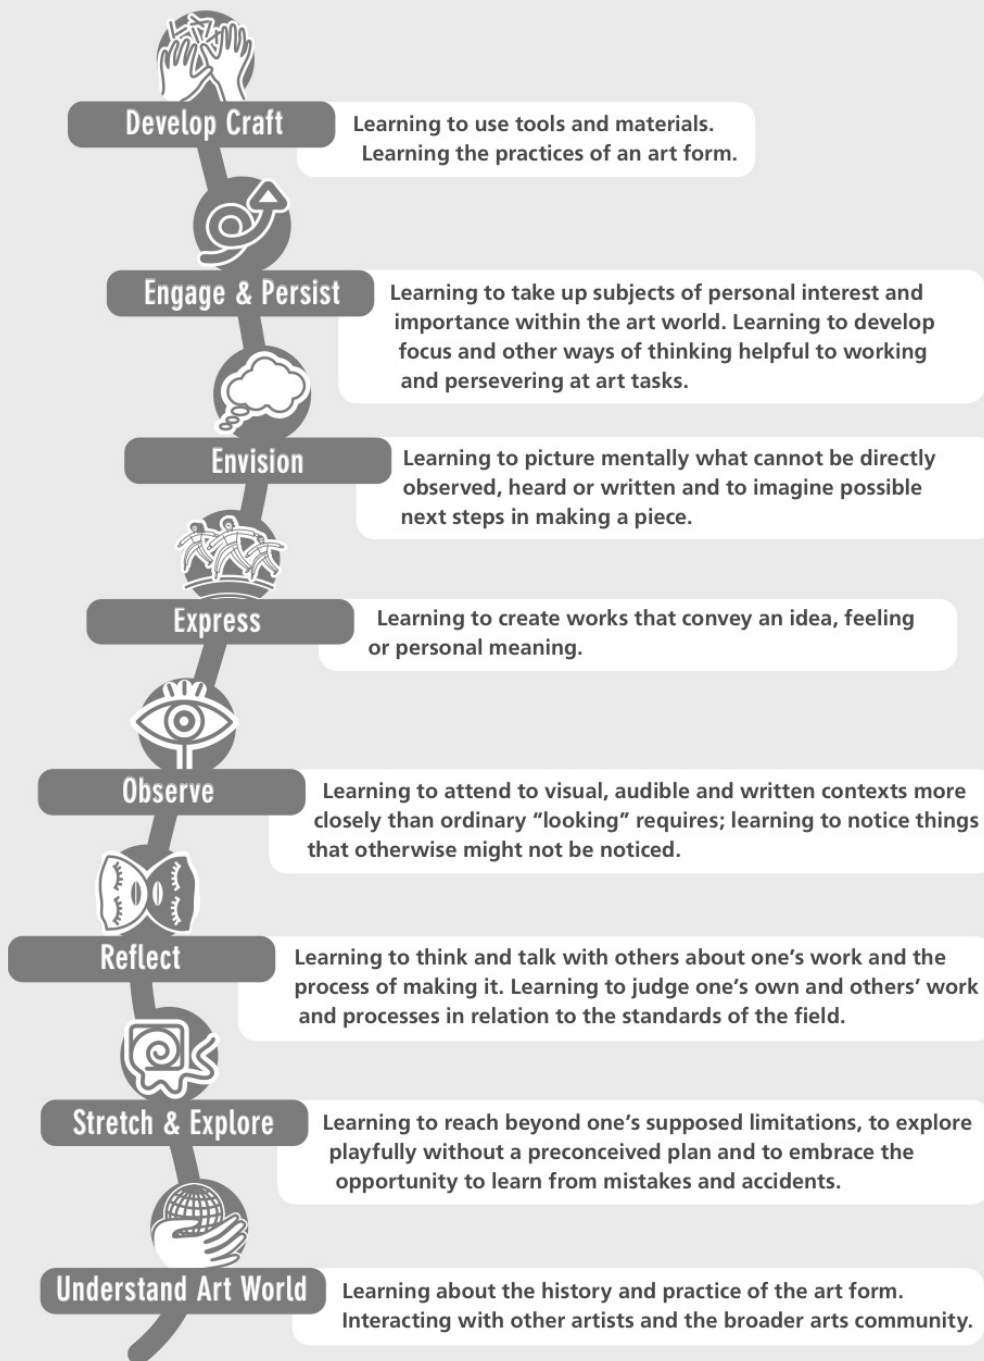 Develop Craft
Learning to use tools and materials.
Learning the practices of an art form.
Engage & Persist
Learning to take up subjects of personal interest and
importance within the art world. Learning to develop
focus and other ways of thinking helpful to working
and persevering at art tasks.
Envision
Learning to picture mentally what cannot be directly
observed, heard or written and to imagine possible
next steps in making a piece.
Express
Learning to create works that convey an idea, feeling
or personal meaning.
Observe
Learning to attend to visual, audible and written contexts more
closely than ordinary “looking” requires; learning to notice things
that otherwise might not be noticed.
Reflect
Learning to think and talk with others about one’s work and the
process of making it. Learning to judge one’s own and others’ work
and processes in relation to the standards of the field.
Stretch & Explore
Learning to reach beyond one’s supposed limitations, to explore
playfully without a preconceived plan and to embrace the
opportunity to learn from mistakes and accidents.
Understand Art World
Learning about the history and practice of the art form.
Interacting with other artists and the broader arts community.